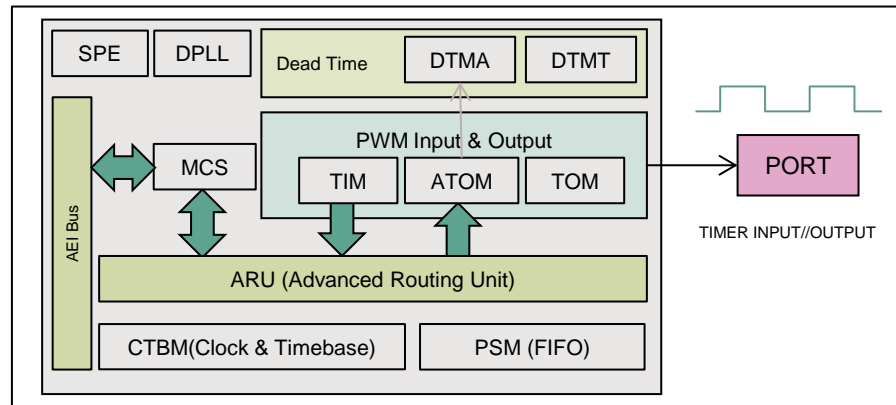 SPE
DPLL
Dead Time
DTMA
DTMT
PWM Input & Output
TIM
ATOM
TOM
MCS
AEI Bus
ARU (Advanced Routing Unit)
CTBM(Clock & Timebase)
PSM (FIFO)
PORT
TIMER INPUT//OUTPUT